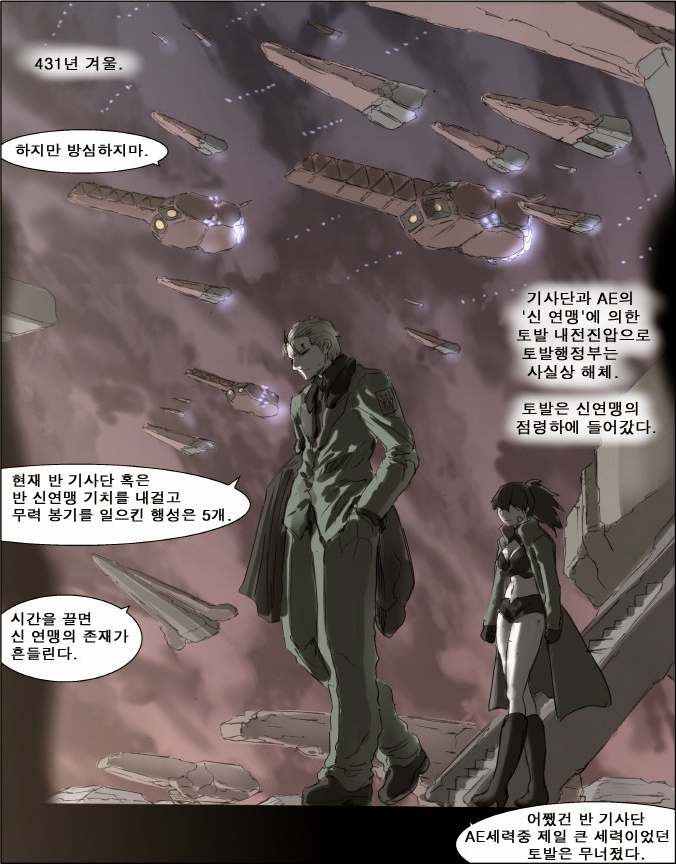 431년 겨울.
하지만 방심하지마.
기사단과 AE의
'신 연맹'에 의한
토발 내전진압으로
토발행정부는
사실상 해체.
토발은 신연맹의
점령하에 들어갔다.
현재 반 기사단 혹은
반 신연맹 기치를 내걸고
무력 봉기를 일으킨 행성은 5개.
시간을 끌면
신 연맹의 존재가
흔들린다.
어쨌건 반 기사단
AE세력중 제일 큰 세력이었던
토발은 무너졌다.